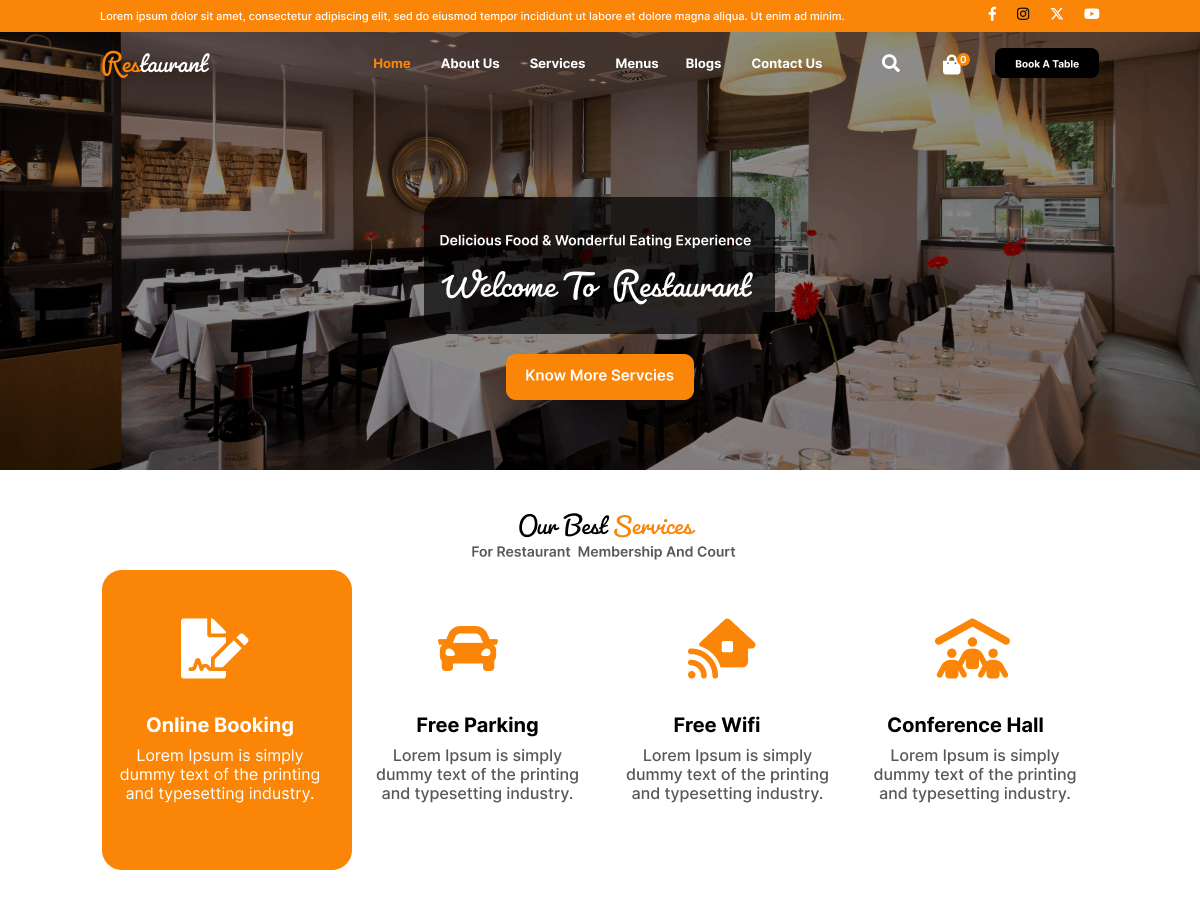 Lorem ipsum dolor sit amet, consectetur adipiscing elit, sed do eiusmod tempor incididunt ut labore et dolore magna aliqua. Ut enim ad minim.
Restaurant
Home About Us Services Menus Blogs Contact Us 0 Book A Table
Delicious Food & Wonderful Eating Experience
Welcome To Restaurant
Know More Servcies
Our Best Services
For Restaurant Membership And Court
Online Booking
Lorem Ipsum is simply
dummy text of the printing
and typesetting industry.
Free Parking
Lorem Ipsum is simply
dummy text of the printing
and typesetting industry.
Free Wifi
Lorem Ipsum is simply
dummy text of the printing
and typesetting industry.
Conference Hall
Lorem Ipsum is simply
dummy text of the printing
and typesetting industry.